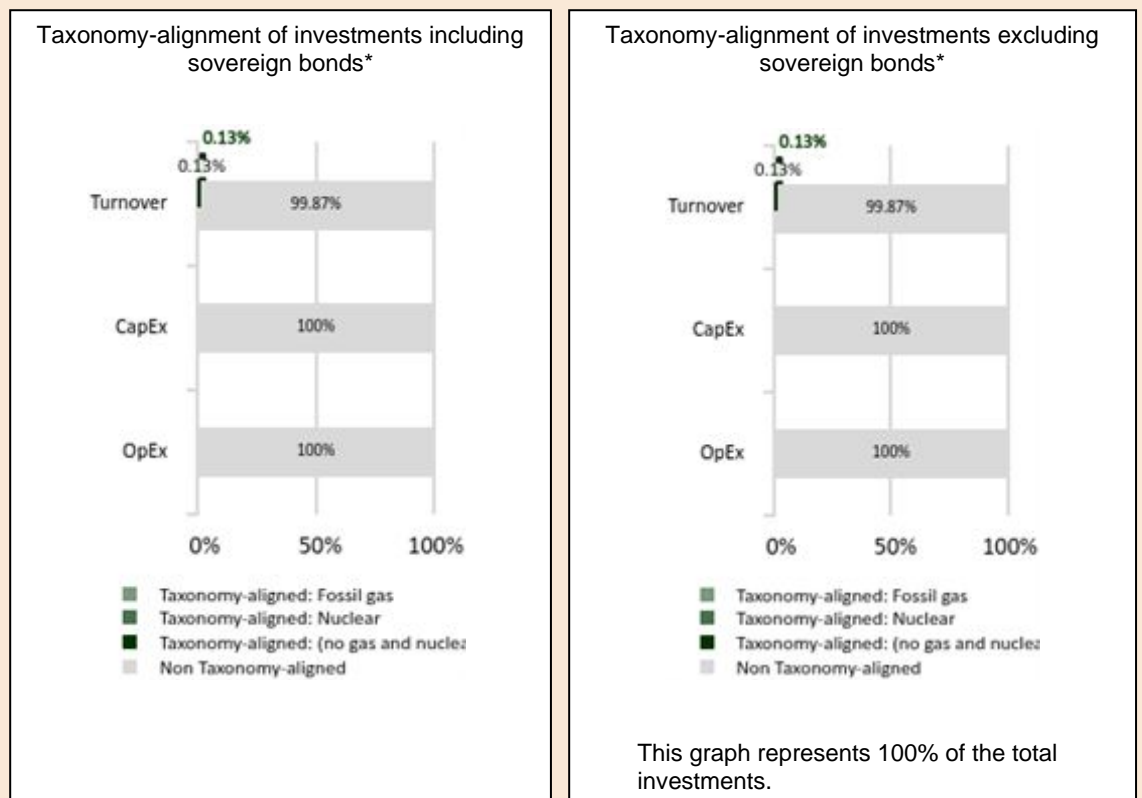 Taxonomy-alignment of investments including
sovereign bonds*
0.13%
0.13%
Turnover
99.87%
CapEx
100%
OpEx
100%
0%
50%
100%
Taxonomy-aligned: Fossil gas
Taxonomy-aligned: Nuclear
Taxonomy-aligned: (no gas and nuclea
Non Taxonomy-aligned
Taxonomy-alignment of investments excluding
sovereign bonds*
0.13%
0.13%
Turnover
99.87%
CapEx
100%
OpEx
100%
0%
50%
100%
Taxonomy-aligned: Fossil gas
Taxonomy-aligned: Nuclear
Taxonomy-aligned: (no gas and nuclea
Non Taxonomy-aligned
This graph represents 100% of the total
investments.